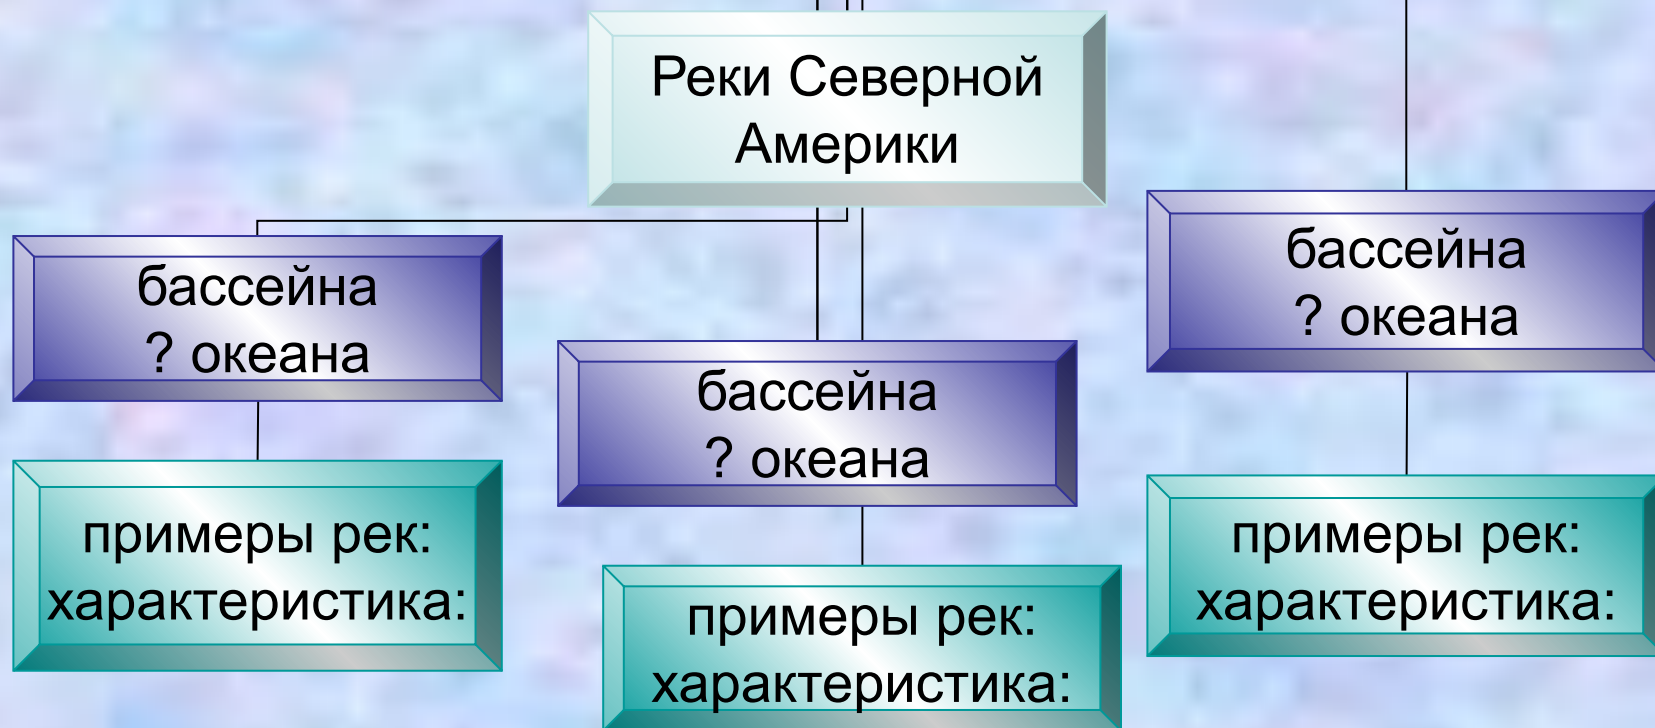 Реки Северной
Америки
бассейна
? океана
примеры рек:
характеристика:
бассейна
? океана
примеры рек:
характеристика:
бассейна
? океана
примеры рек:
характеристика: